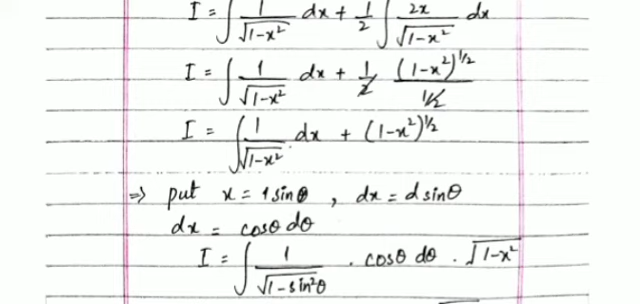 I = ∫ 1/√(1-x²) dx + 1/2 ∫ 2x/√(1-x²) dx
I = ∫ 1/√(1-x²) dx + 1/2 (1-x²)^1/2 / 1/2
I = ∫ 1/√(1-x²) dx + (1-x²)^1/2
⇒ put x = 1 sinθ , dx = d sinθ
dx = cosθ dθ
I = ∫ 1/√(1-sin²θ) . cosθ dθ . √(1-x²)